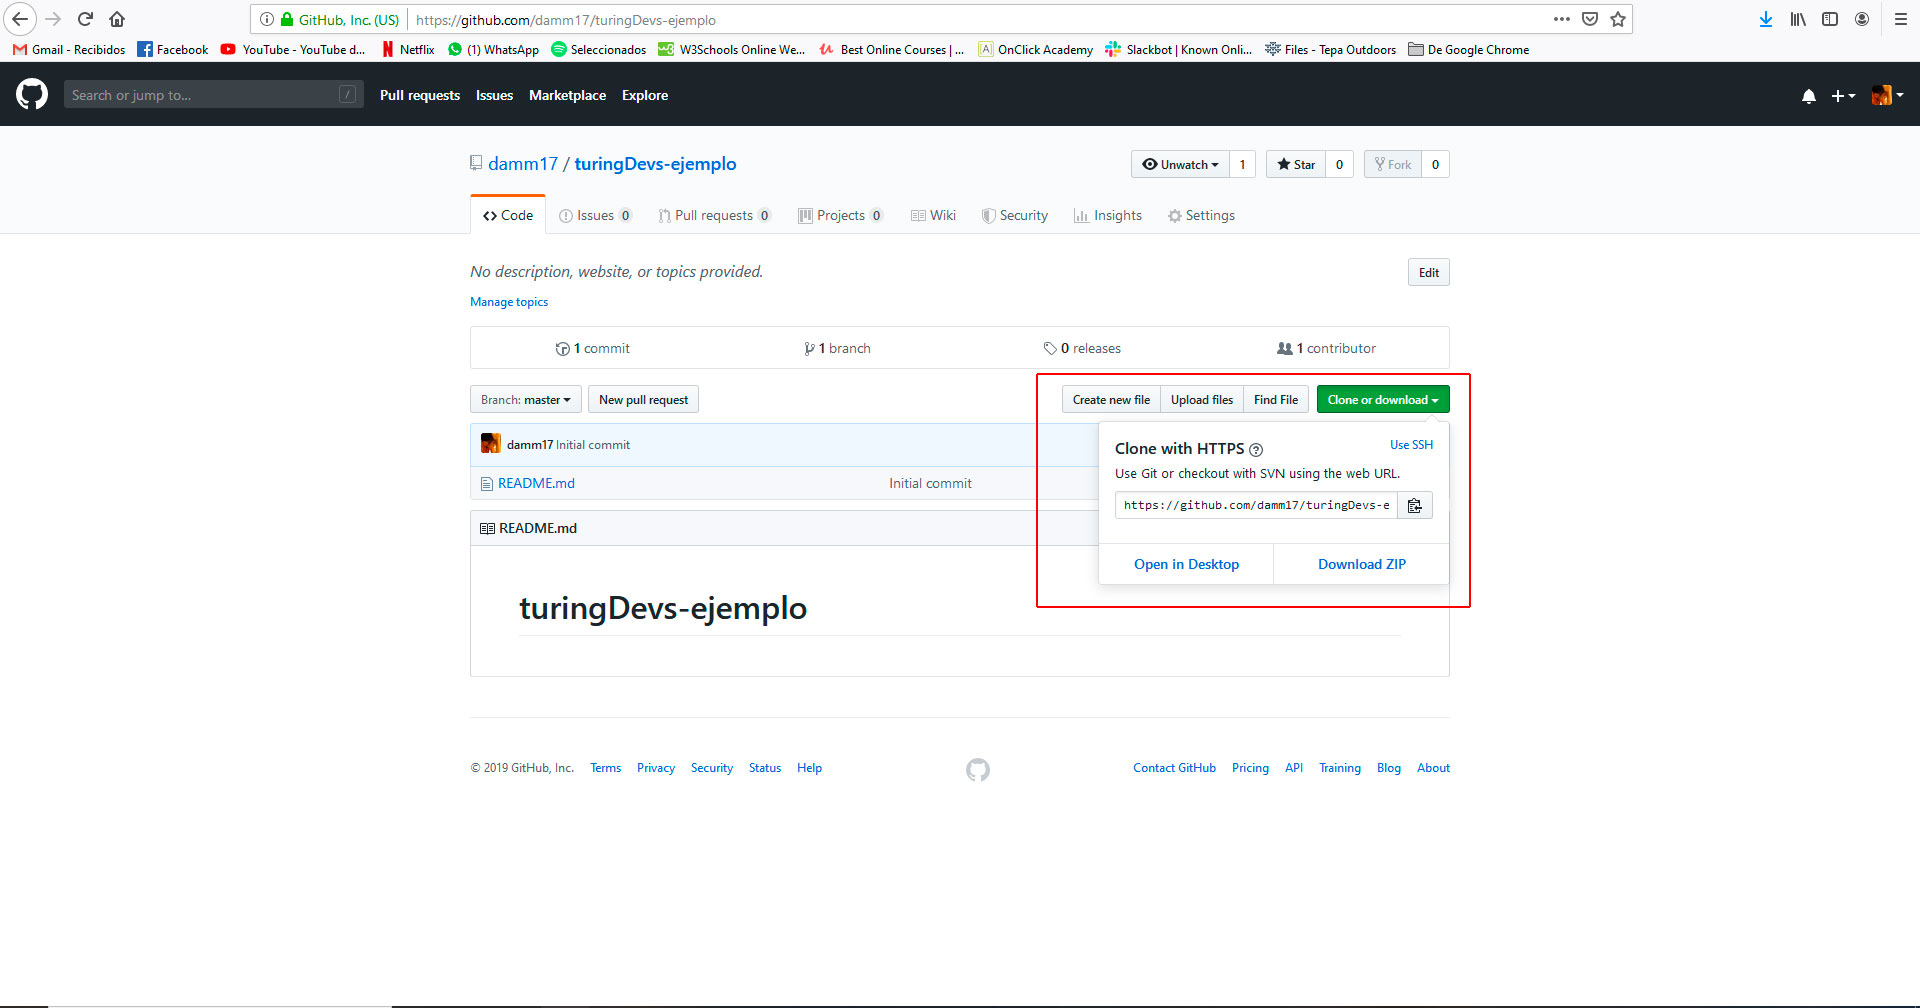 GitHub, Inc. (US) https://github.com/damm17/turingDevs-ejemplo
Gmail - Recibidos Facebook YouTube - YouTube d... Netflix (1) WhatsApp Seleccionados W3Schools Online We... Best Online Courses | ... OnClick Academy Slackbot | Known Onli... Files - Tepa Outdoors De Google Chrome
Search or jump to... / Pull requests Issues Marketplace Explore
damm17 / turingDevs-ejemplo Unwatch 1 Star 0 Fork 0
Code Issues 0 Pull requests 0 Projects 0 Wiki Security Insights Settings
No description, website, or topics provided. Edit
Manage topics
1 commit 1 branch 0 releases 1 contributor
Branch: master New pull request Create new file Upload files Find File Clone or download
damm17 Initial commit
README.md Initial commit
Clone with HTTPS Use SSH
Use Git or checkout with SVN using the web URL.
https://github.com/damm17/turingDevs-e
Open in Desktop Download ZIP
README.md
turingDevs-ejemplo
© 2019 GitHub, Inc. Terms Privacy Security Status Help Contact GitHub Pricing API Training Blog About